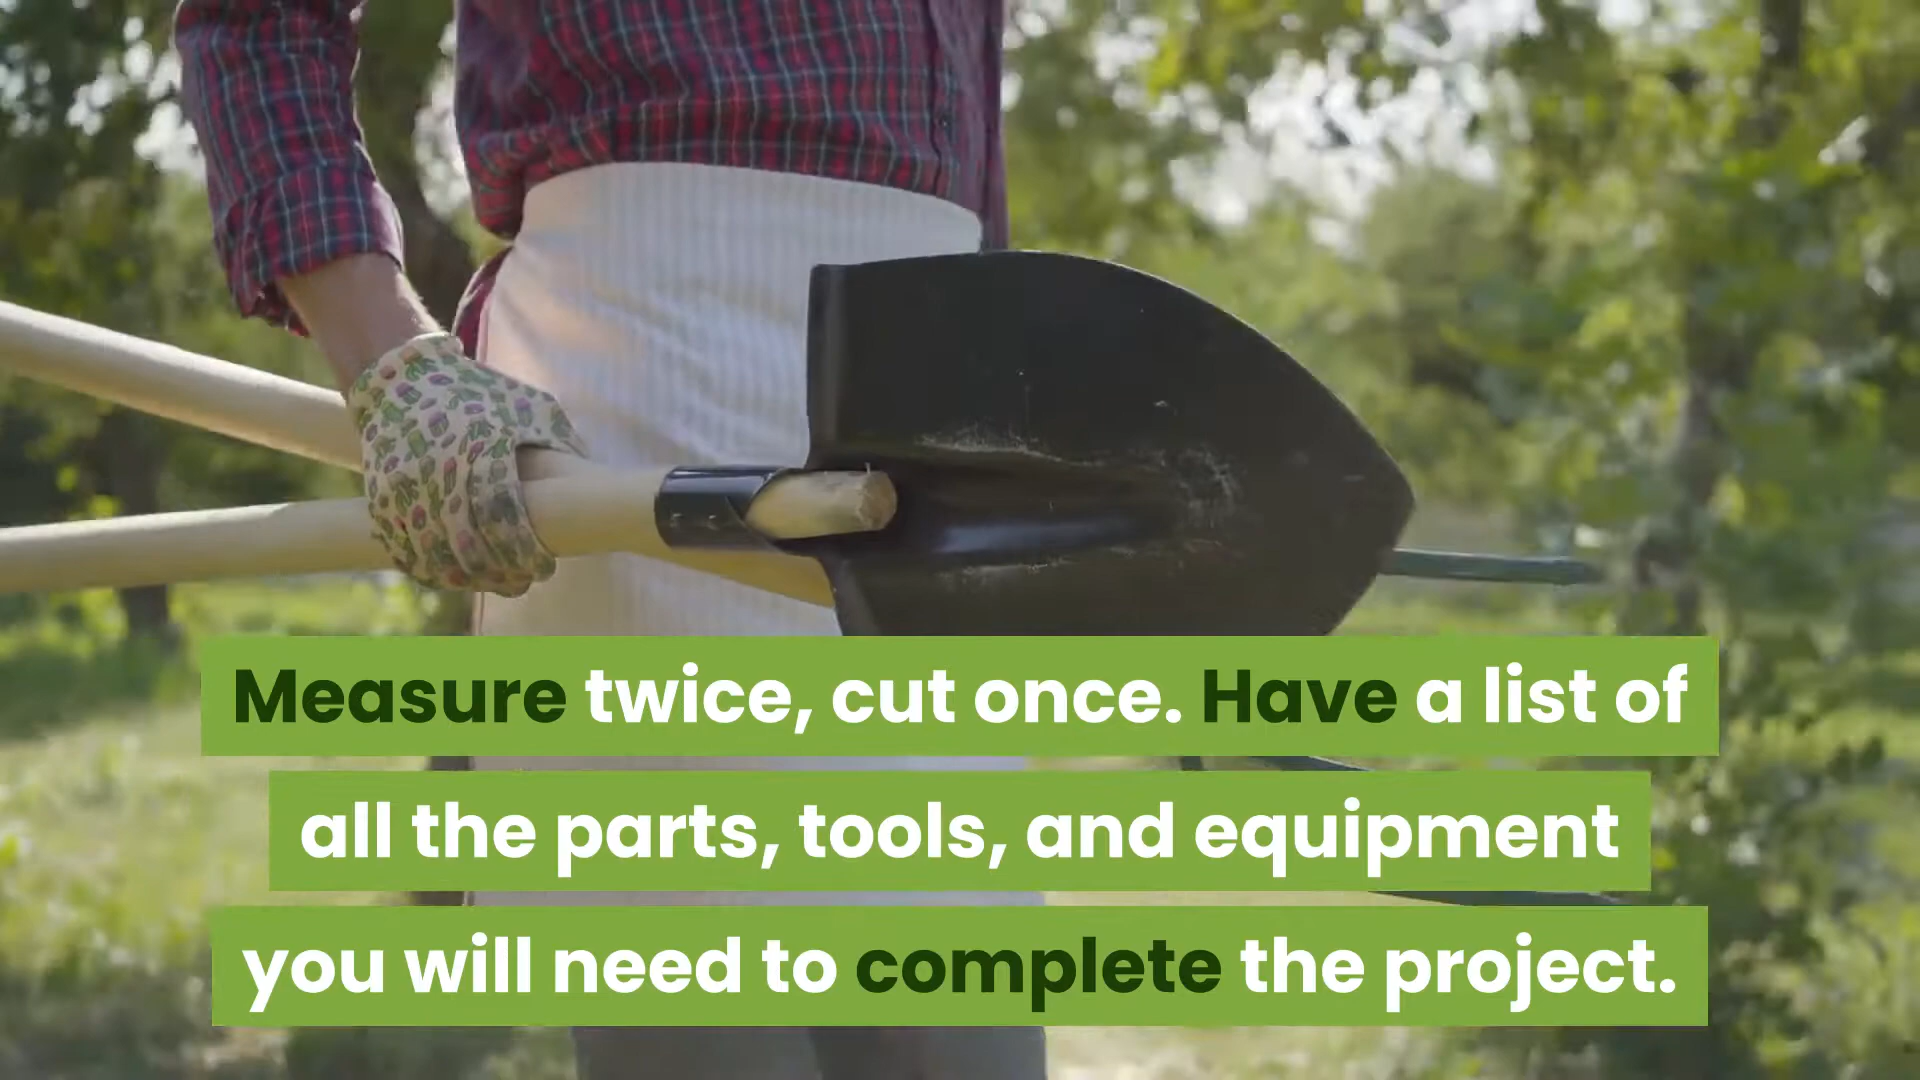 Measure twice, cut once. Have a list of
all the parts, tools, and equipment
you will need to complete the project.